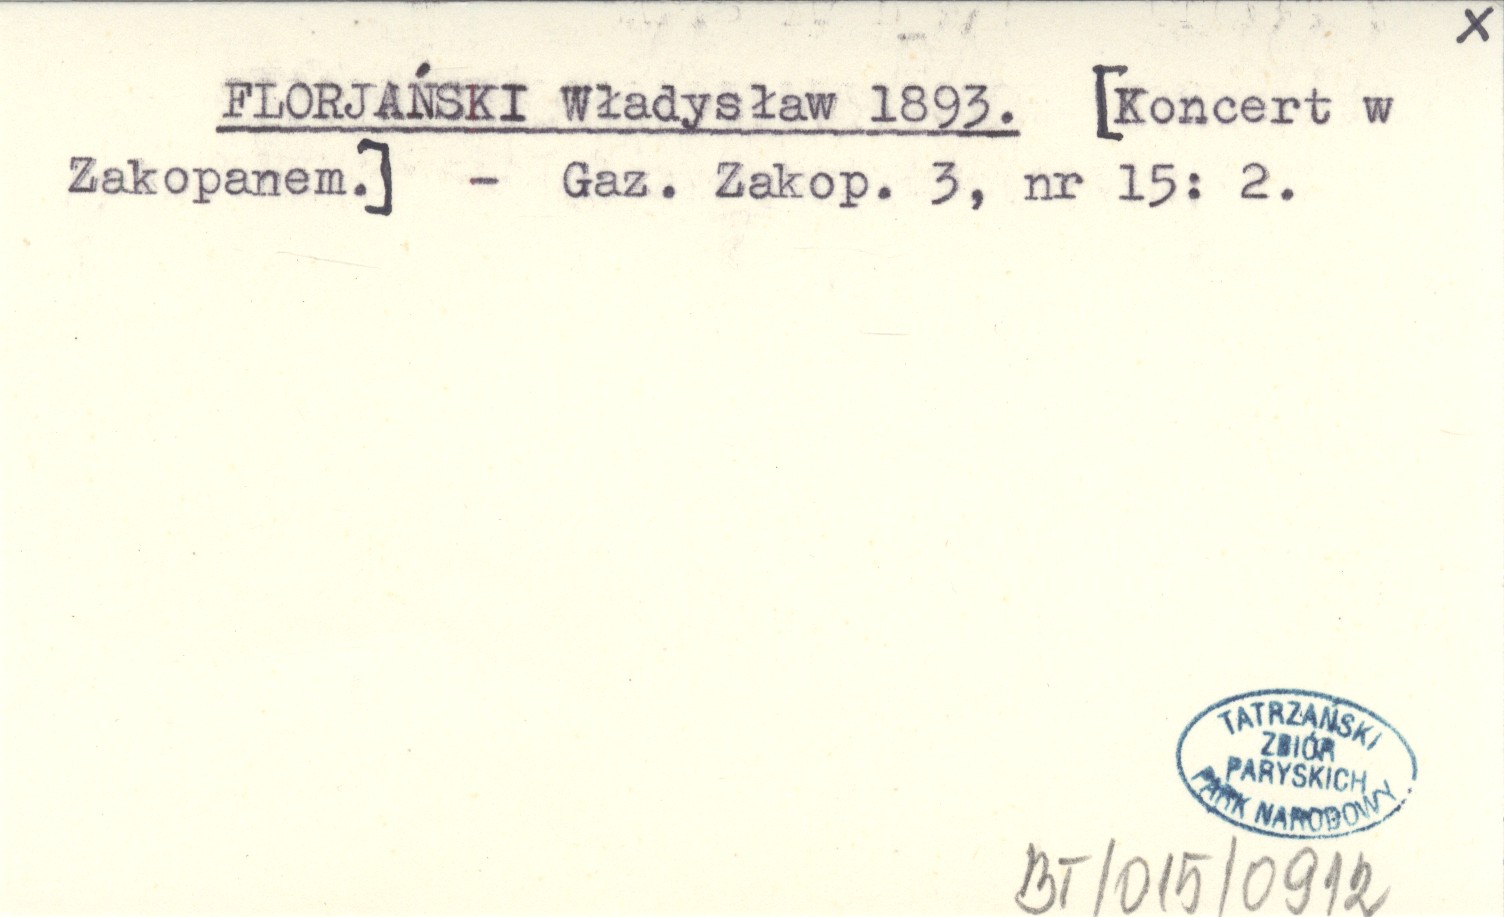 x
FLORJAŃSKI Władysław 1893. [Koncert w
Zakopanem.] - Gaz. Zakop. 3, nr 15: 2.
TATRZAŃSKI
ZBIÓR
PARYSKICH
PARK NARODOWY
BT/015/0912